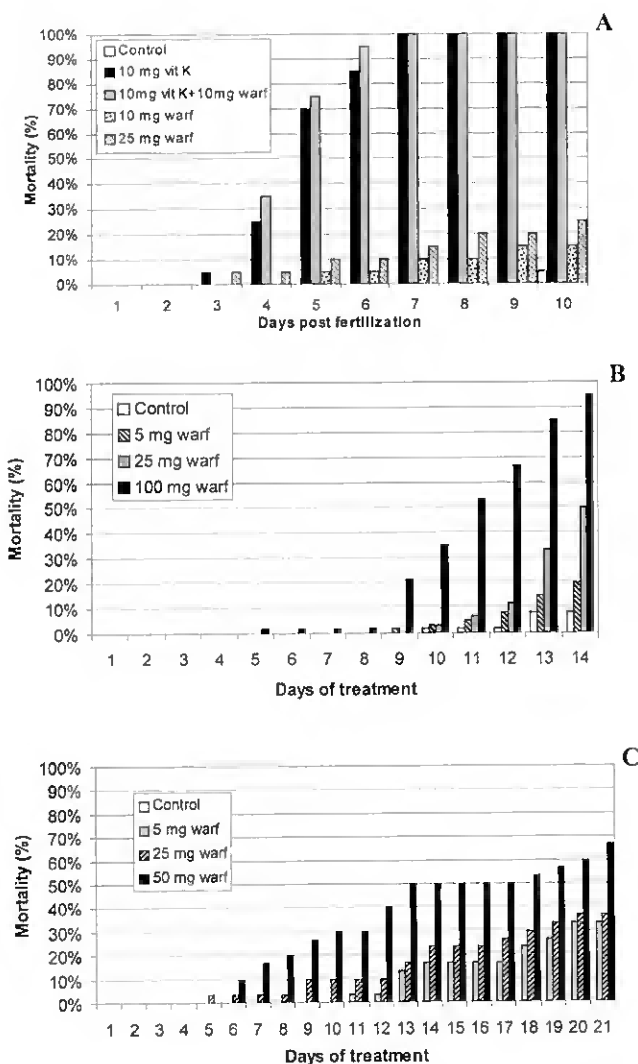 A
100%
90%
80%
70%
60%
50%
40%
30%
20%
10%
0%
Mortality (%)
Control
10 mg vit K
10mg vit K+10mg warf
10 mg warf
25 mg warf
1 2 3 4 5 6 7 8 9 10
Days post fertilization
B
100%
90%
80%
70%
60%
50%
40%
30%
20%
10%
0%
Mortality (%)
Control
5 mg warf
25 mg warf
100 mg warf
1 2 3 4 5 6 7 8 9 10 11 12 13 14
Days of treatment
C
100%
90%
80%
70%
60%
50%
40%
30%
20%
10%
0%
Mortality (%)
Control
5 mg warf
25 mg warf
50 mg warf
1 2 3 4 5 6 7 8 9 10 11 12 13 14 15 16 17 18 19 20 21
Days of treatment